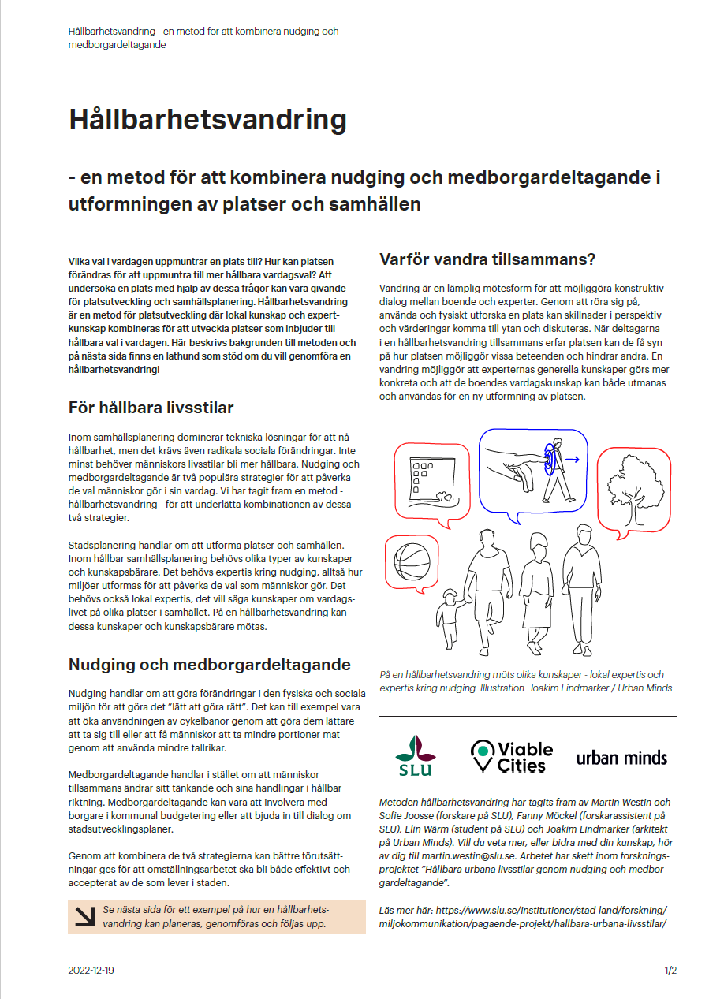 Hållbarhetsvandring - en metod för att kombinera nudging och
medborgardeltagande
Hållbarhetsvandring
- en metod för att kombinera nudging och medborgardeltagande i
utformningen av platser och samhällen
Vilka val i vardagen uppmuntrar en plats till? Hur kan platsen
förändras för att uppmuntra till mer hållbara vardagsval? Att
undersöka en plats med hjälp av dessa frågor kan vara givande
för platsutveckling och samhällsplanering. Hållbarhetsvandring
är en metod för platsutveckling där lokal kunskap och expert-
kunskap kombineras för att utveckla platser som inbjuder till
hållbara val i vardagen. Här beskrivs bakgrunden till metoden och
på nästa sida finns en lathund som stöd om du vill genomföra en
hållbarhetsvandring!
För hållbara livsstilar
Inom samhällsplanering dominerar tekniska lösningar för att nå
hållbarhet, men det krävs även radikala sociala förändringar. Inte
minst behöver människors livsstilar bli mer hållbara. Nudging och
medborgardeltagande är två populära strategier för att påverka
de val människor gör i sin vardag. Vi har tagit fram en metod -
hållbarhetsvandring - för att underlätta kombinationen av dessa
två strategier.
Stadsplanering handlar om att utforma platser och samhällen.
Inom hållbar samhällsplanering behövs olika typer av kunskaper
och kunskapsbärare. Det behövs expertis kring nudging, alltså hur
miljöer utformas för att påverka de val som människor gör. Det
behövs också lokal expertis, det vill säga kunskaper om vardags-
livet på olika platser i samhället. På en hållbarhetsvandring kan
dessa kunskaper och kunskapsbärare mötas.
Nudging och medborgardeltagande
Nudging handlar om att göra förändringar i den fysiska och sociala
miljön för att göra det ”lätt att göra rätt”. Det kan till exempel vara
att öka användningen av cykelbanor genom att göra dem lättare
att ta sig till eller att få människor att ta mindre portioner mat
genom att använda mindre tallrikar.
Medborgardeltagande handlar i stället om att människor
tillsammans ändrar sitt tänkande och sina handlingar i hållbar
riktning. Medborgardeltagande kan vara att involvera med-
borgare i kommunal budgetering eller att bjuda in till dialog om
stadsutvecklingsplaner.
Genom att kombinera de två strategierna kan bättre förutsätt-
ningar ges för att omställningsarbetet ska bli både effektivt och
accepterat av de som lever i staden.
Se nästa sida för ett exempel på hur en hållbarhets-
vandring kan planeras, genomföras och följas upp.
Varför vandra tillsammans?
Vandring är en lämplig mötesform för att möjliggöra konstruktiv
dialog mellan boende och experter. Genom att röra sig på,
använda och fysiskt utforska en plats kan skillnader i perspektiv
och värderingar komma till ytan och diskuteras. När deltagarna
i en hållbarhetsvandring tillsammans erfar platsen kan de få syn
på hur platsen möjliggör vissa beteenden och hindrar andra. En
vandring möjliggör att experternas generella kunskaper görs mer
konkreta och att de boendes vardagskunskap kan både utmanas
och användas för en ny utformning av platsen.
På en hållbarhetsvandring möts olika kunskaper - lokal expertis och
expertis kring nudging. Illustration: Joakim Lindmarker / Urban Minds.
SLU
Viable
Cities
urban minds
Metoden hållbarhetsvandring har tagits fram av Martin Westin och
Sofie Joosse (forskare på SLU), Fanny Möckel (forskarassistent på
SLU), Elin Wärm (student på SLU) och Joakim Lindmarker (arkitekt
på Urban Minds). Vill du veta mer, eller bidra med din kunskap, hör
av dig till martin.westin@slu.se. Arbetet har skett inom forsknings-
projektet ”Hållbara urbana livsstilar genom nudging och medbor-
gardeltagande”.
Läs mer här: https://www.slu.se/institutioner/stad-land/forskning/
miljokommunikation/pagaende-projekt/hallbara-urbana-livsstilar/
2022-12-19
1/2